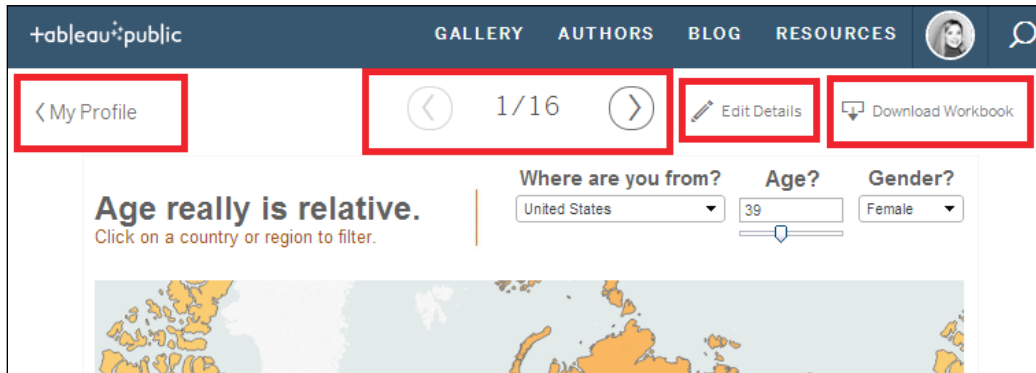 +ableau public GALLERY AUTHORS BLOG RESOURCES
My Profile 1/16 Edit Details Download Workbook
Where are you from? Age? Gender?
United States 39 Female
Age really is relative.
Click on a country or region to filter.